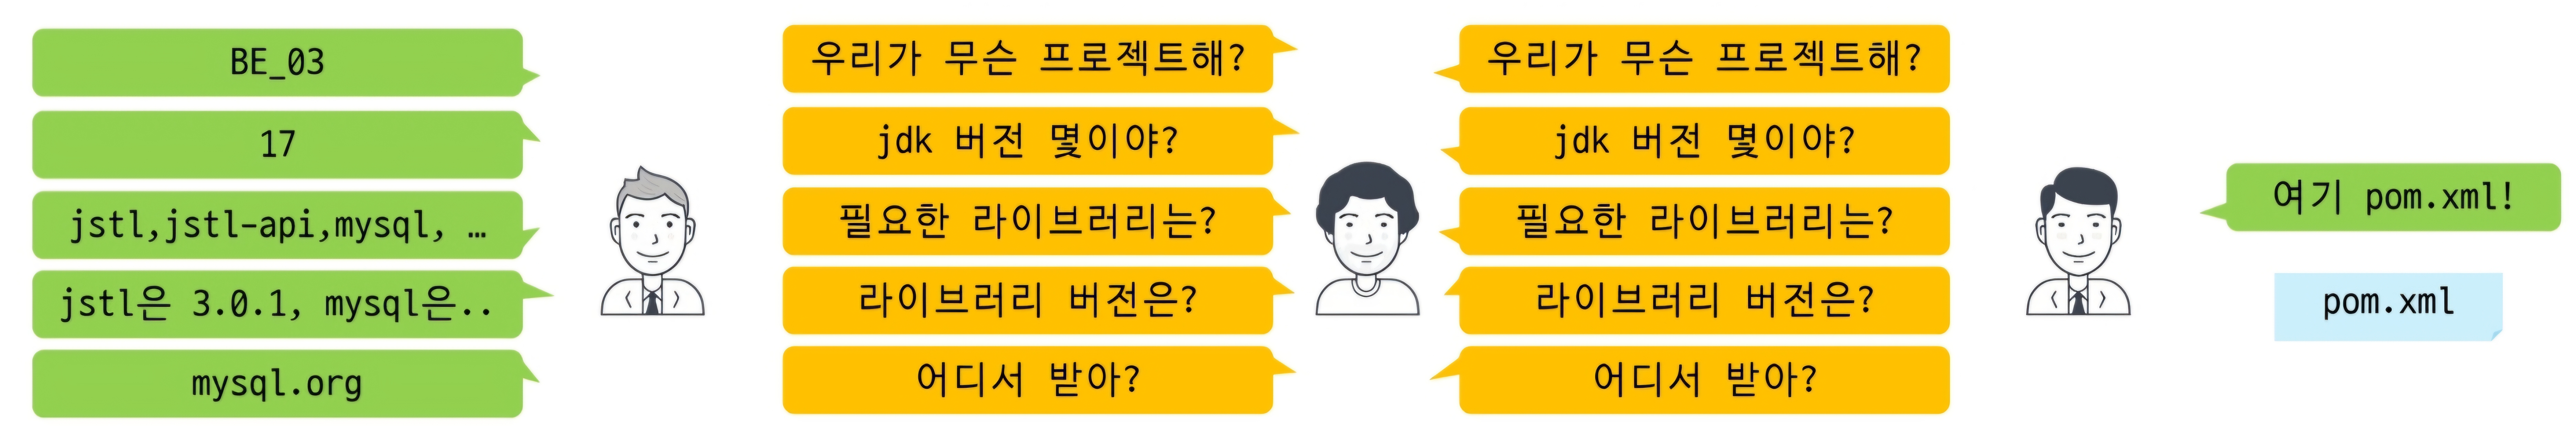 BE_03
17
jstl,jstl-api,mysql, …
jstl은 3.0.1, mysql은..
mysql.org
우리가 무슨 프로젝트해?
jdk 버전 몇이야?
필요한 라이브러리는?
라이브러리 버전은?
어디서 받아?
우리가 무슨 프로젝트해?
jdk 버전 몇이야?
필요한 라이브러리는?
라이브러리 버전은?
어디서 받아?
여기 pom.xml!
pom.xml